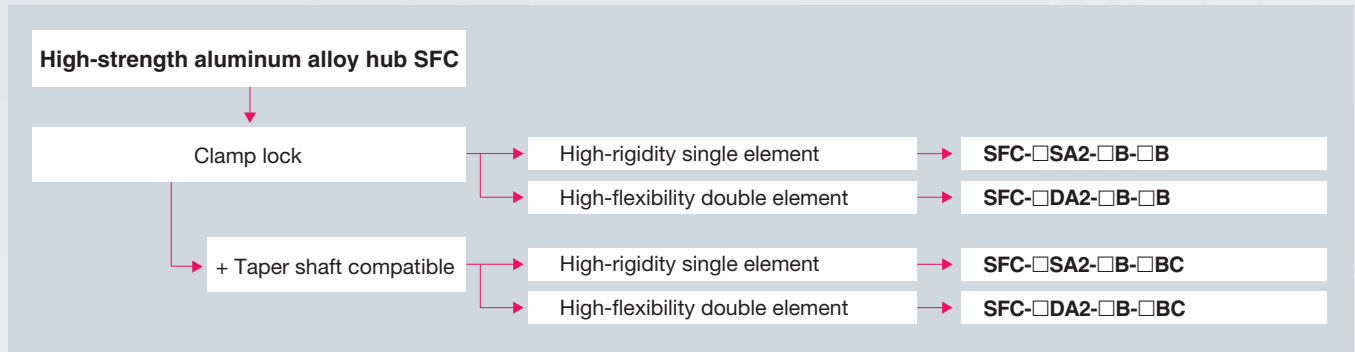 High-strength aluminum alloy hub SFC
Clamp lock
High-rigidity single element
SFC-□SA2-□B-□B
High-flexibility double element
SFC-□DA2-□B-□B
+ Taper shaft compatible
High-rigidity single element
SFC-□SA2-□B-□BC
High-flexibility double element
SFC-□DA2-□B-□BC